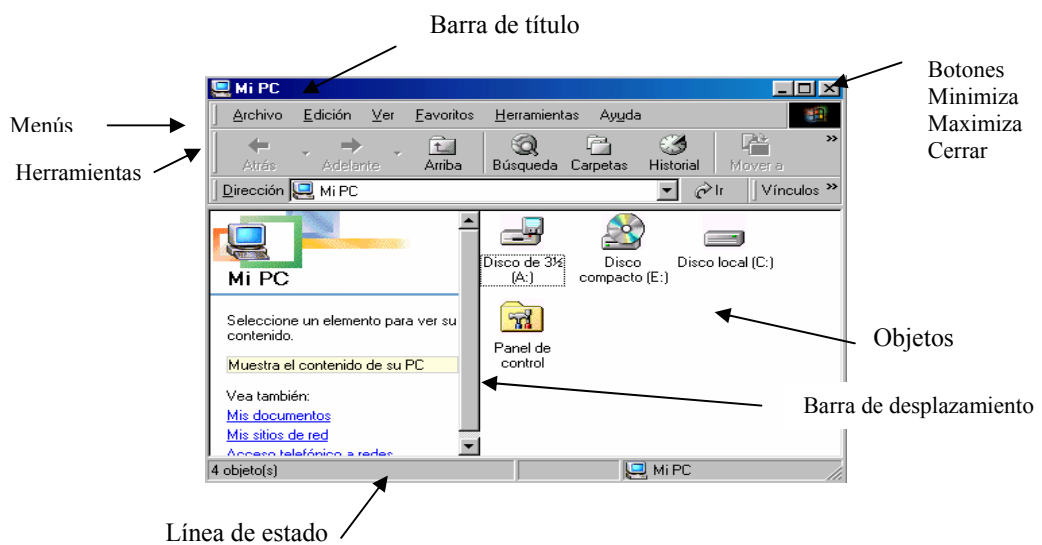 Barra de título
Botones
Minimiza
Maximiza
Cerrar
Menús
Herramientas
Mi PC
Archivo Edición Ver Favoritos Herramientas Ayuda
Atrás Adelante Arriba Búsqueda Carpetas Historial Mover a »
Dirección Mi PC Ir Vínculos »
Mi PC
Seleccione un elemento para ver su
contenido.
Muestra el contenido de su PC
Vea también:
Mis documentos
Mis sitios de red
Acceso telefónico a redes
Disco de 3½
(A:)
Disco
compacto (E:)
Disco local (C:)
Panel de
control
Objetos
Barra de desplazamiento
4 objeto(s) Mi PC
Línea de estado